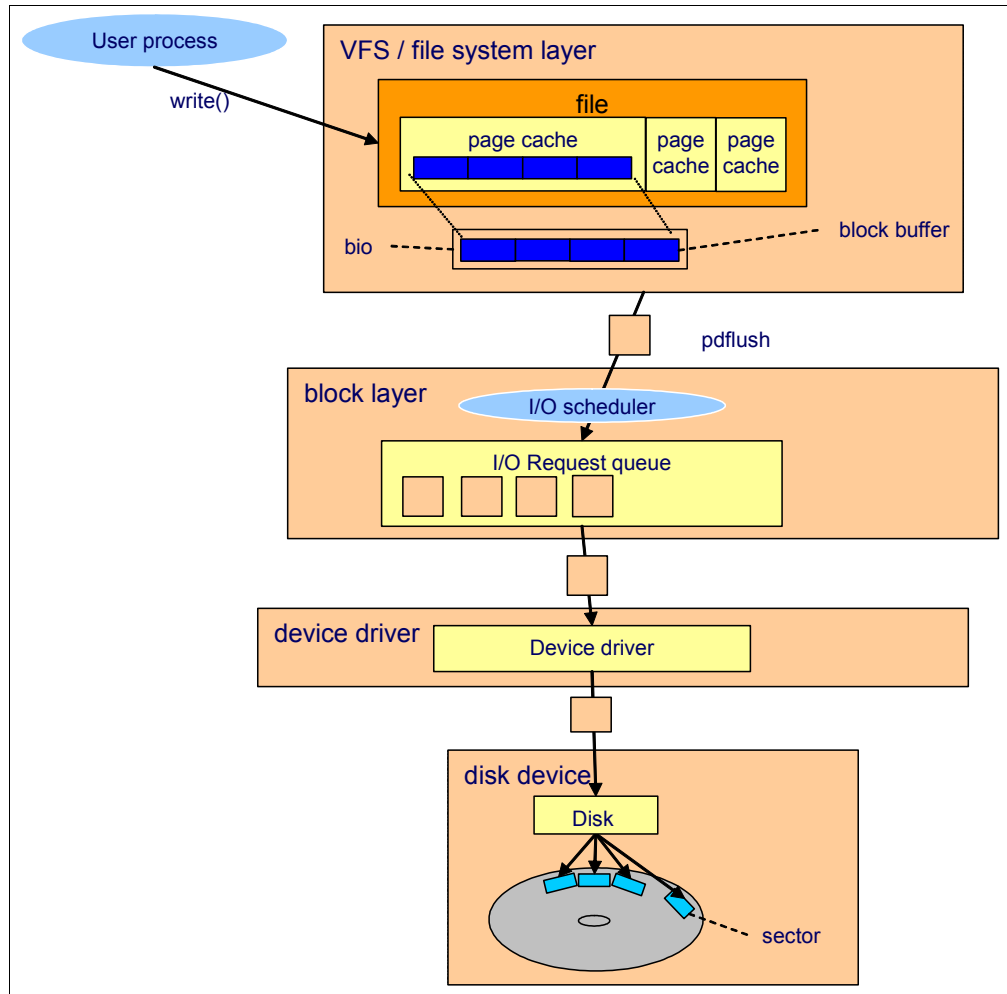 User process
VFS / file system layer
write()
file
page cache
page
cache
page
cache
bio
block buffer
pdflush
block layer
I/O scheduler
I/O Request queue
device driver
Device driver
disk device
Disk
sector